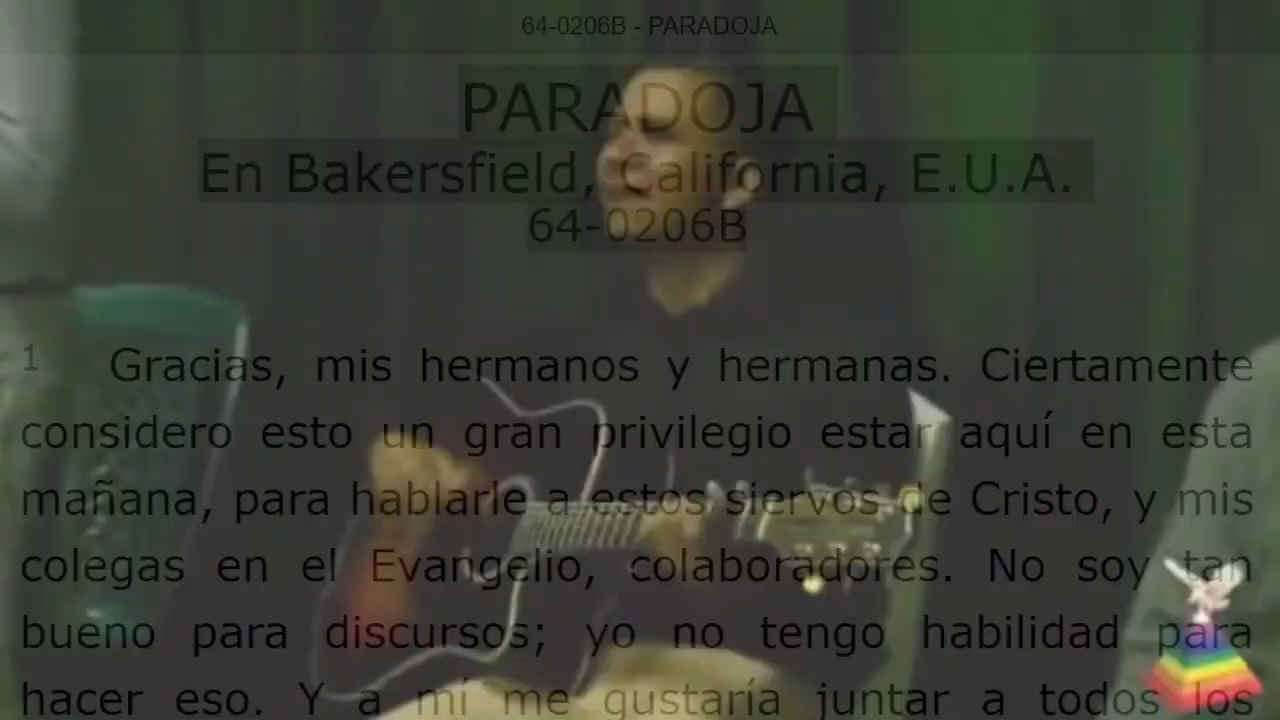 64-0206B - PARADOJA
PARADOJA
En Bakersfield, California, E.U.A.
64-0206B
1 Gracias, mis hermanos y hermanas. Ciertamente
considero esto un gran privilegio estar aquí en esta
mañana, para hablarle a estos siervos de Cristo, y mis
colegas en el Evangelio, colaboradores. No soy tan
bueno para discursos; yo no tengo habilidad para
hacer eso. Y a mí me gustaría juntar a todos los